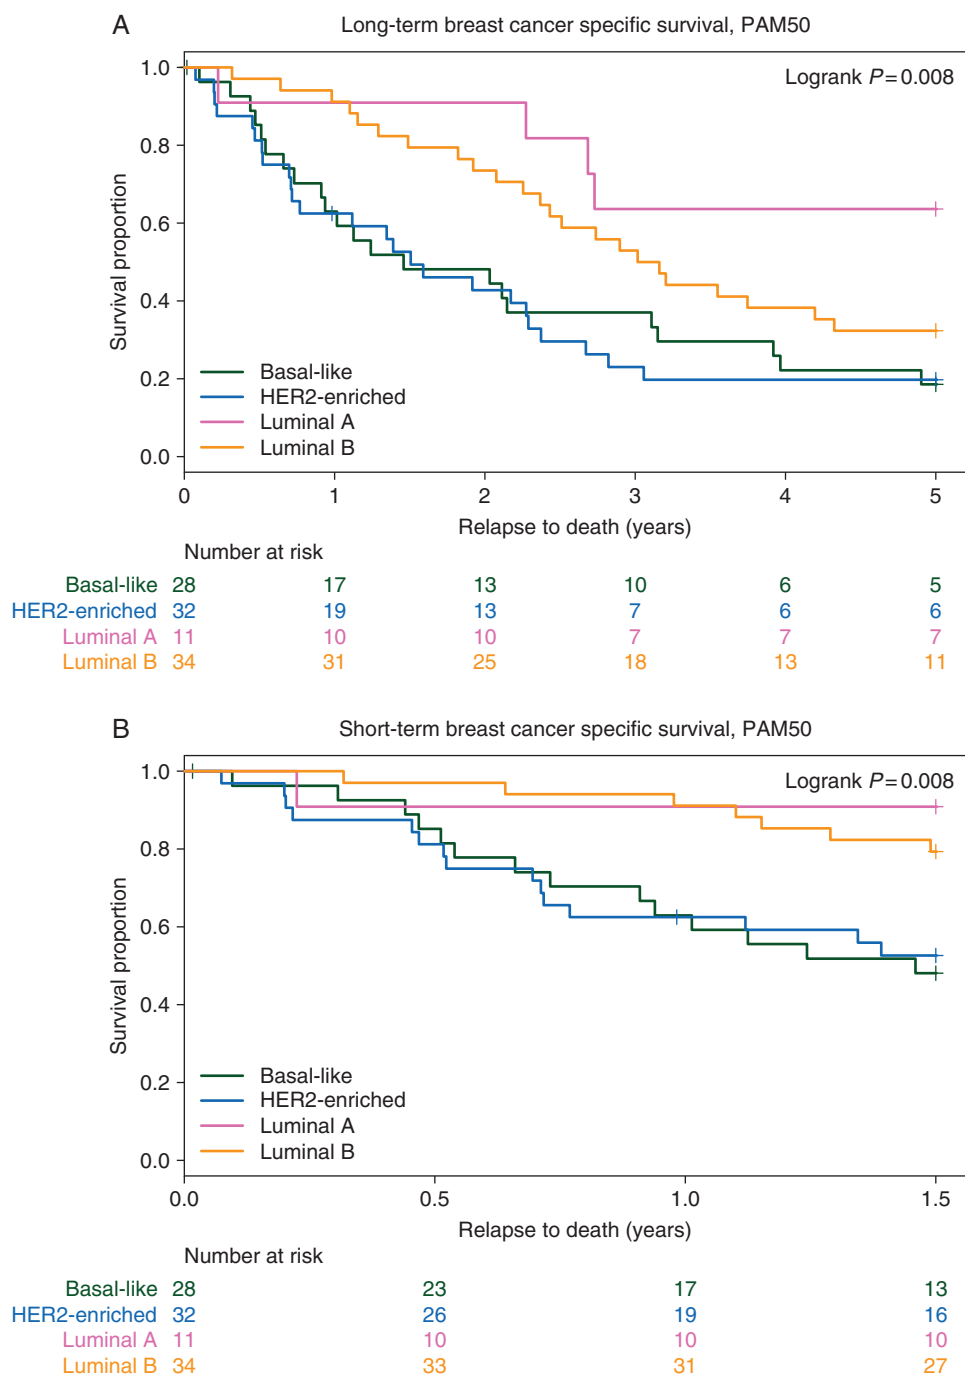 A
Long-term breast cancer specific survival, PAM50
Logrank P=0.008
Survival proportion
1.0
0.8
0.6
0.4
0.2
0.0
Basal-like
HER2-enriched
Luminal A
Luminal B
0 1 2 3 4 5
Relapse to death (years)
Number at risk
Basal-like 28 17 13 10 6 5
HER2-enriched 32 19 13 7 6 6
Luminal A 11 10 10 7 7 7
Luminal B 34 31 25 18 13 11
B
Short-term breast cancer specific survival, PAM50
Logrank P=0.008
Survival proportion
1.0
0.8
0.6
0.4
0.2
0.0
Basal-like
HER2-enriched
Luminal A
Luminal B
0.0 0.5 1.0 1.5
Relapse to death (years)
Number at risk
Basal-like 28 23 17 13
HER2-enriched 32 26 19 16
Luminal A 11 10 10 10
Luminal B 34 33 31 27